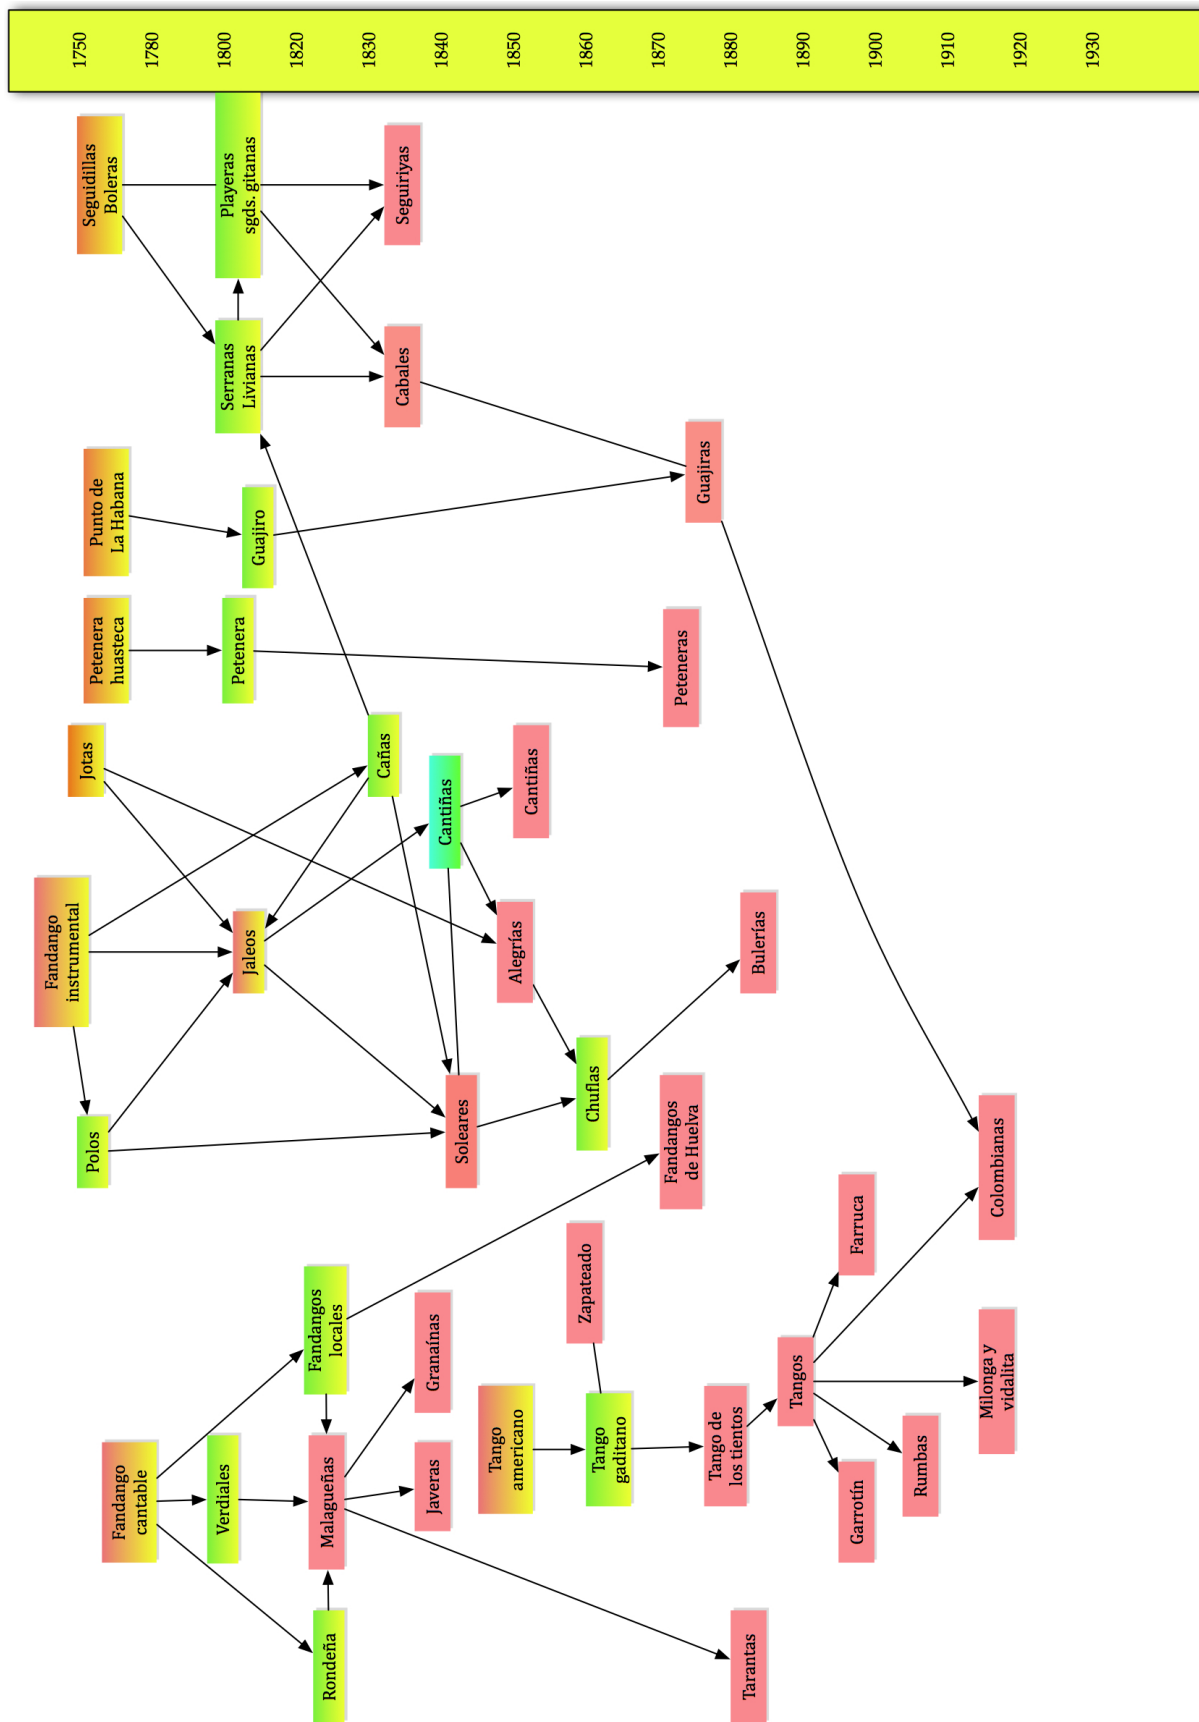 1750
1780
1800
1820
1830
1840
1850
1860
1870
1880
1890
1900
1910
1920
1930
Seguidillas
Boleras
Playeras
sgds. gitanas
Seguiriyas
Serranas
Livianas
Cabales
Punto de
La Habana
Guajiro
Guajiras
Petenera
huasteca
Petenera
Peteneras
Jotas
Cañas
Cantiñas
Cantiñas
Fandango
instrumental
Jaleos
Alegrías
Bulerías
Polos
Soleares
Chuflas
Fandangos
de Huelva
Colombianas
Farruca
Zapateado
Fandangos
locales
Granaínas
Tangos
Milonga y
vidalita
Fandango
cantable
Verdiales
Malagueñas
Javeras
Tango
americano
Tango
gaditano
Tango de
los tientos
Garrotín
Rumbas
Rondeña
Tarantas